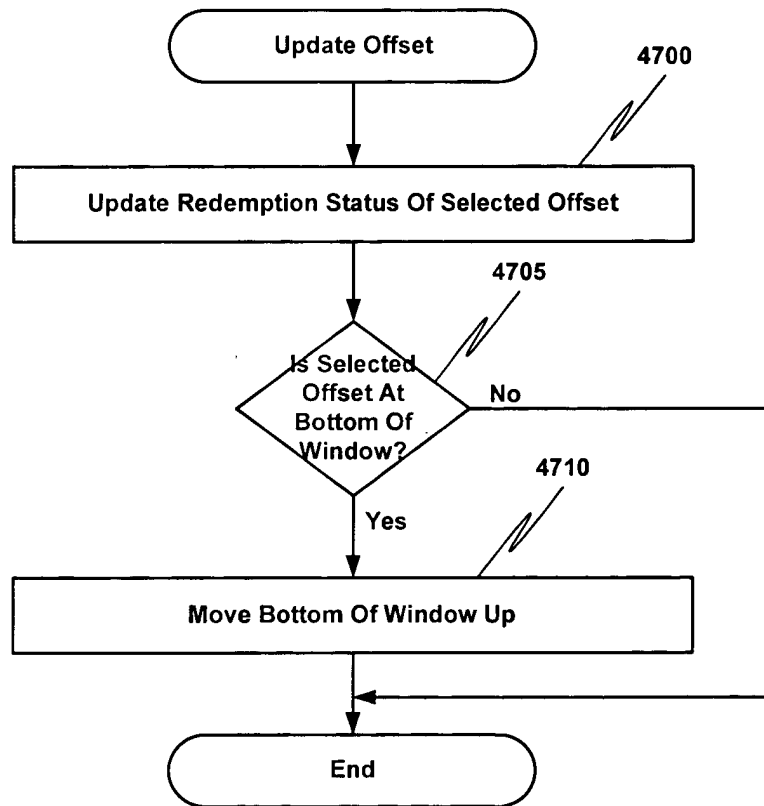 Update Offset
4700
Update Redemption Status Of Selected Offset
4705
Is Selected
Offset At
Bottom Of
Window?
No
4710
Yes
Move Bottom Of Window Up
End